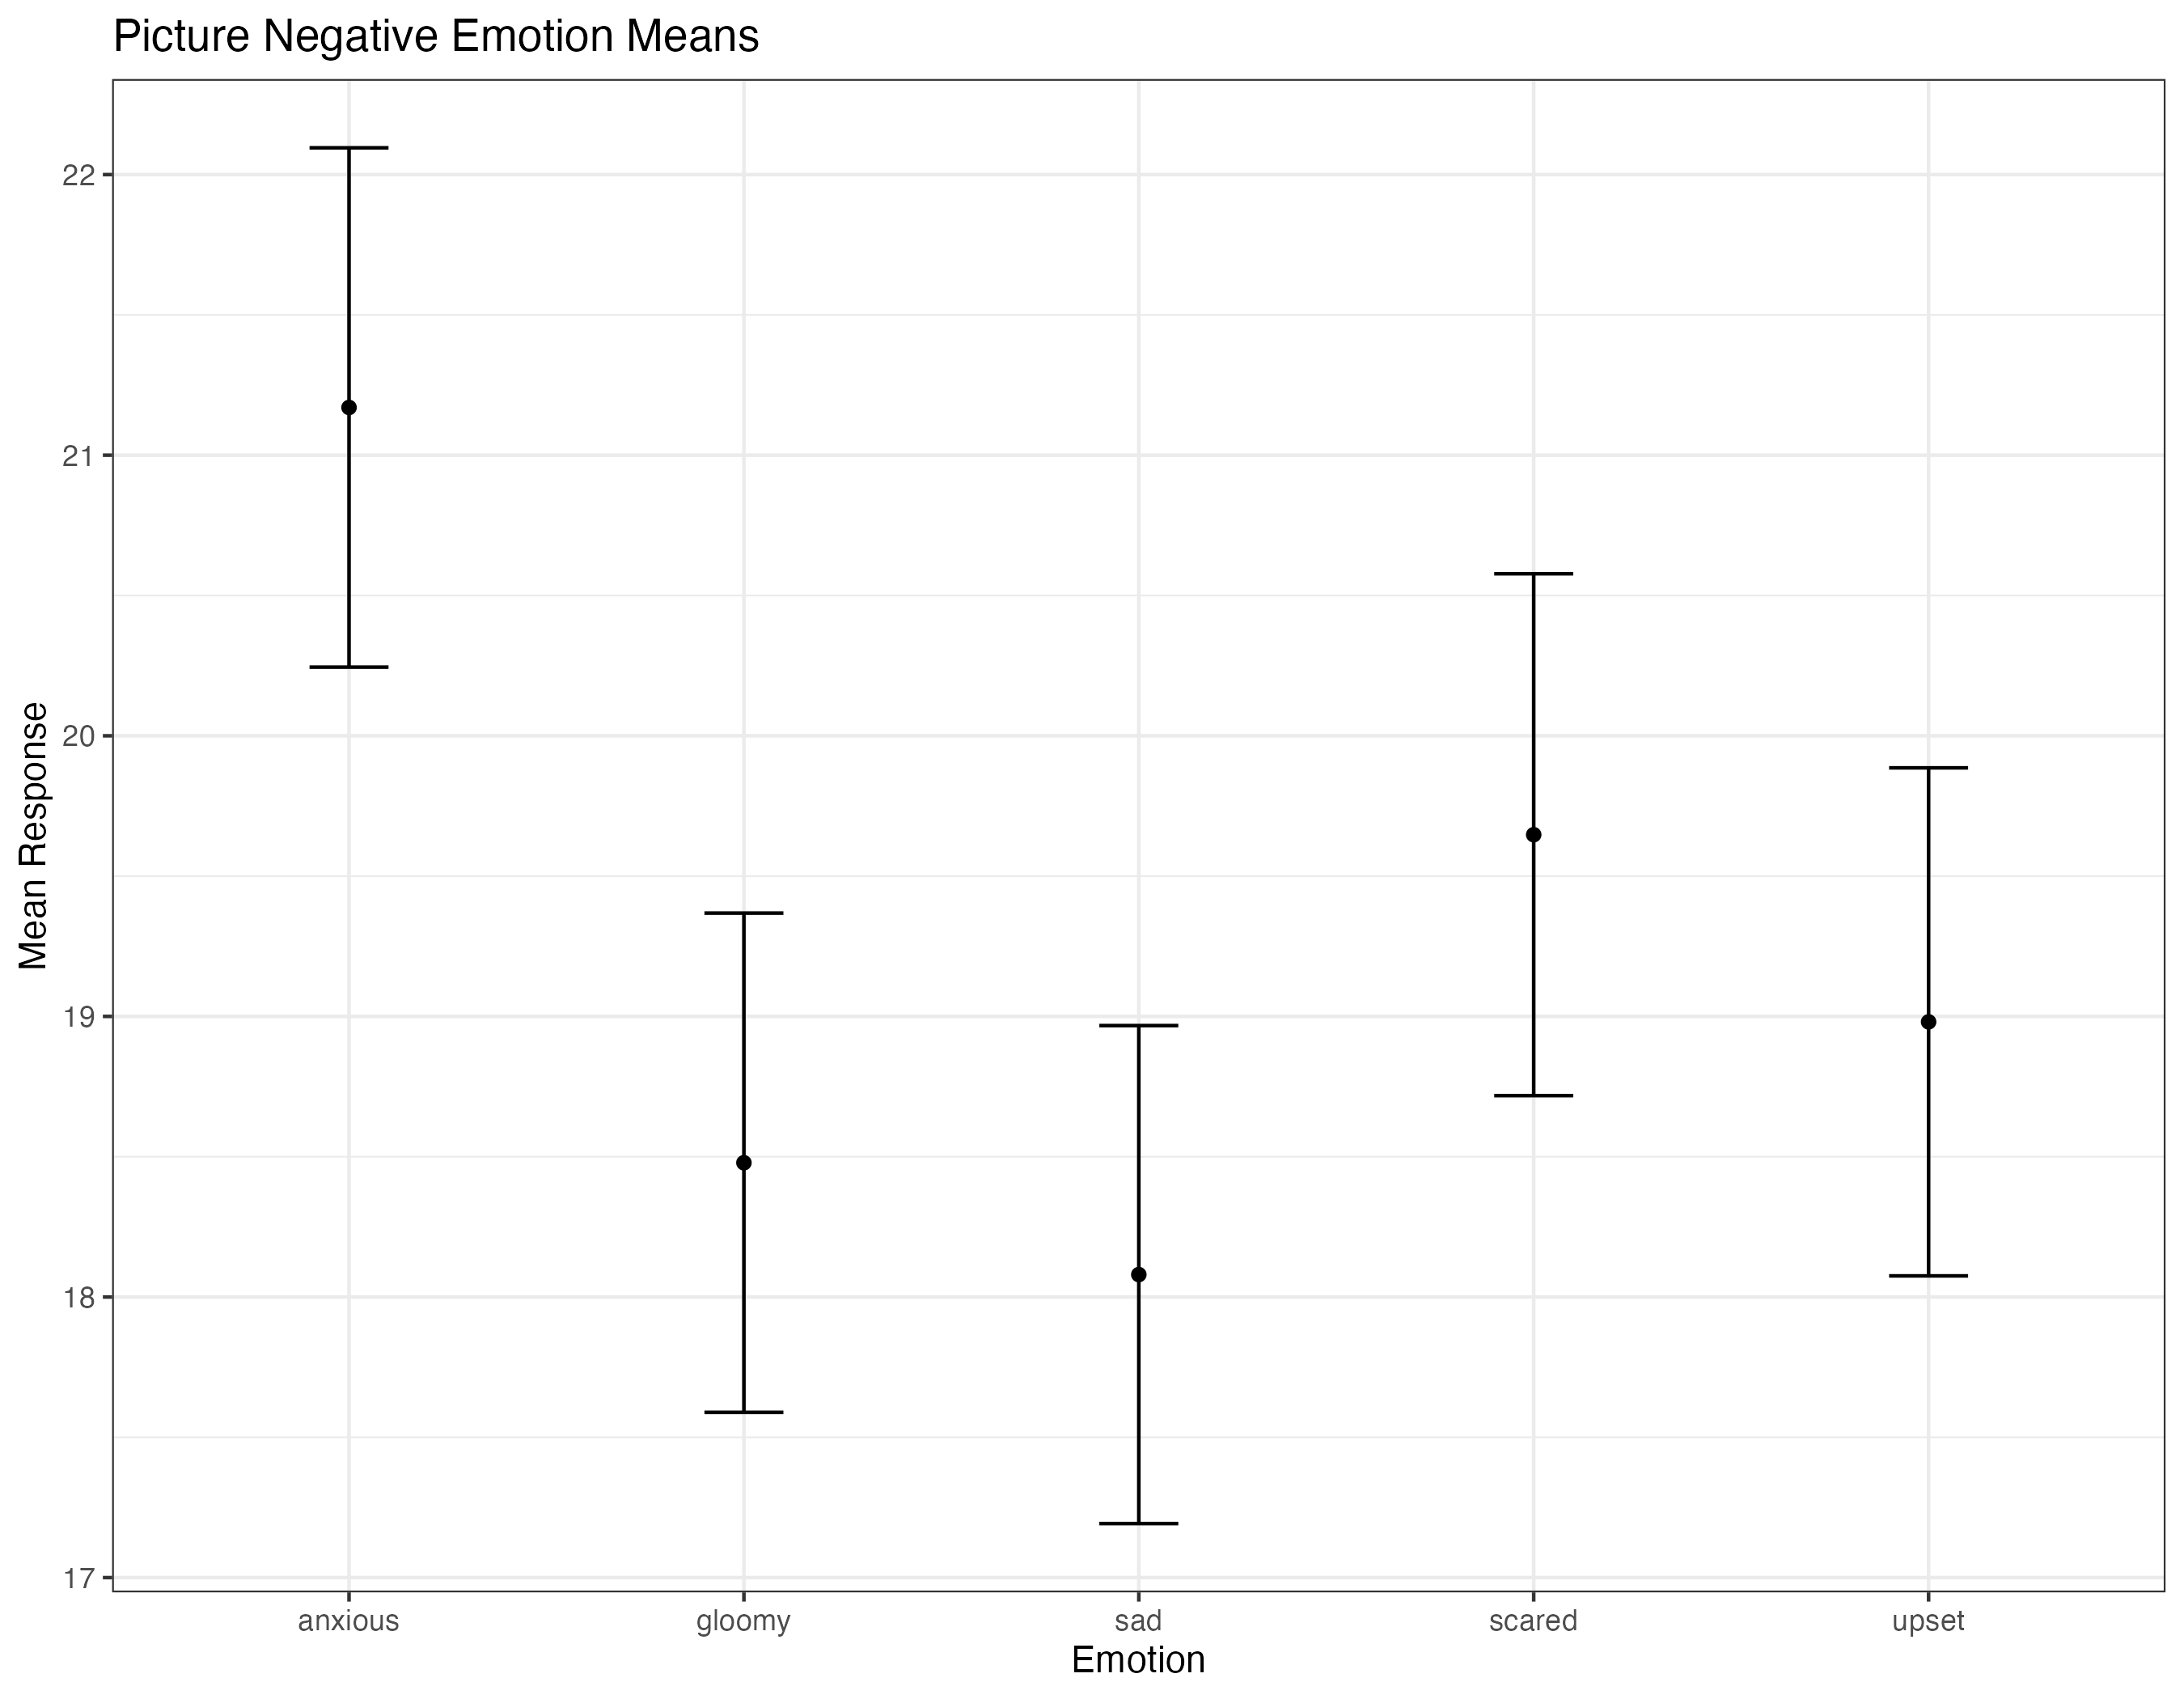 Picture Negative Emotion Means
Mean Response
22
21
20
19
18
17
anxious gloomy sad scared upset
Emotion